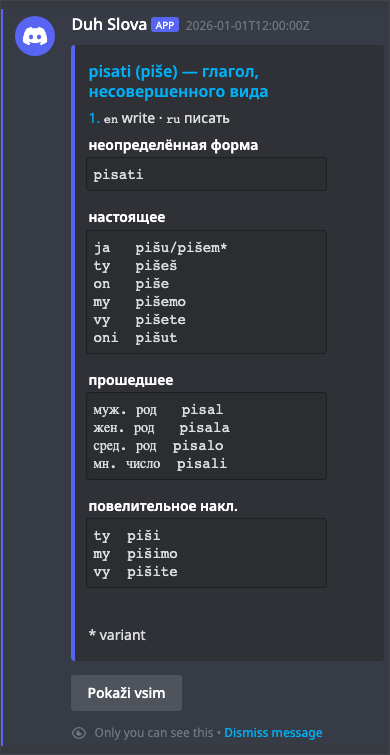 Duh Slova APP 2026-01-01T12:00:00Z
pisati (piše) — глагол,
несовершенного вида
1. en write · ru писать
неопределённая форма
pisati
настоящее
ja pišu/pišem*
ty pišeš
on piše
my pišemo
vy pišete
oni pišut
прошедшее
муж. род pisal
жен. род pisala
сред. род pisalo
мн. число pisali
повелительное накл.
ty piši
my pišimo
vy pišite
* variant
Pokaži vsim
Only you can see this • Dismiss message